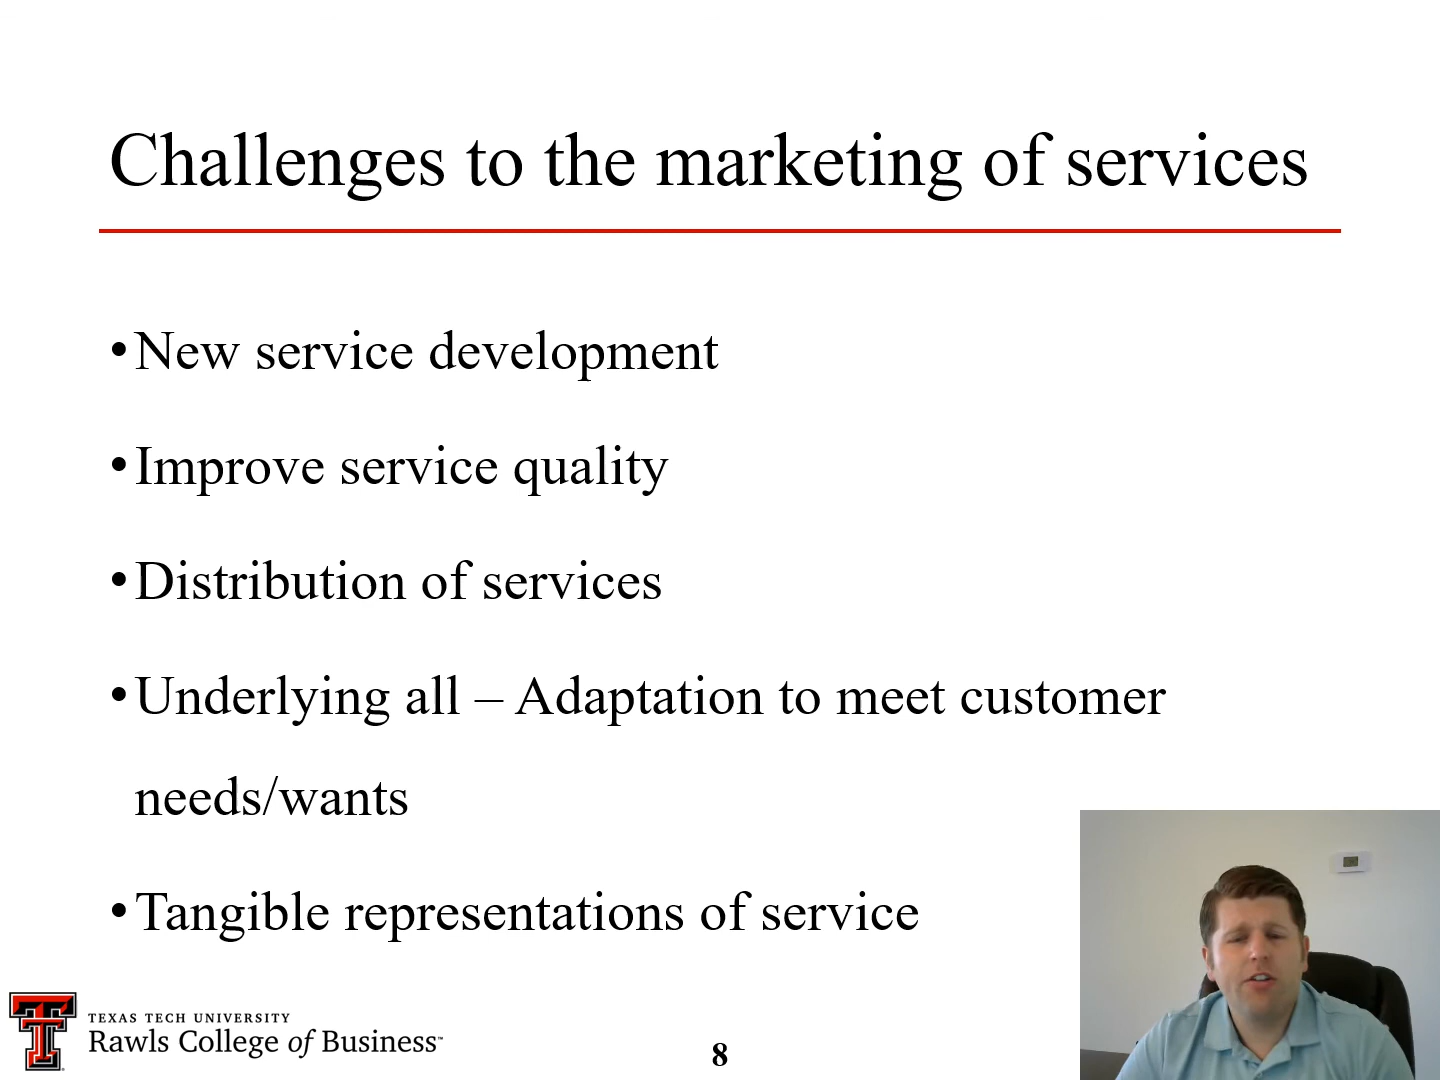 Challenges to the marketing of services
•New service development
•Improve service quality
•Distribution of services
•Underlying all – Adaptation to meet customer
needs/wants
•Tangible representations of service
TEXAS TECH UNIVERSITY
Rawls College of Business™
8